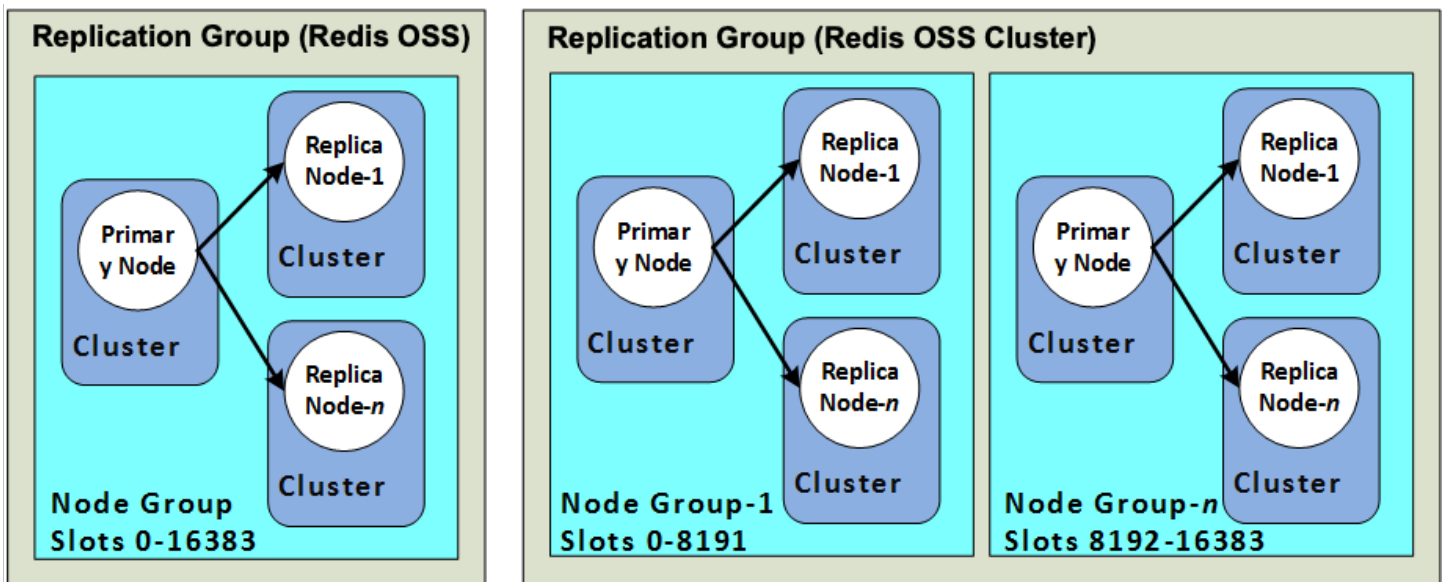 Replication Group (Redis OSS)
Replica
Node-1
Cluster
Primar
y Node
Cluster
Replica
Node-n
Cluster
Node Group
Slots 0-16383
Replication Group (Redis OSS Cluster)
Replica
Node-1
Cluster
Primar
y Node
Cluster
Replica
Node-n
Cluster
Node Group-1
Slots 0-8191
Replica
Node-1
Cluster
Primar
y Node
Cluster
Replica
Node-n
Cluster
Node Group-n
Slots 8192-16383